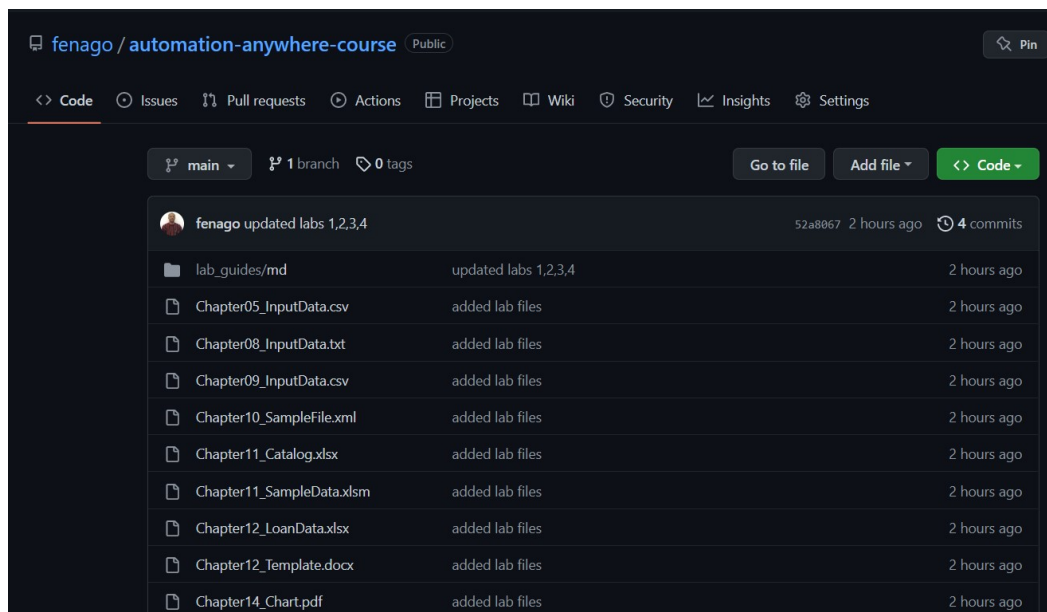 fenago / automation-anywhere-course Public Pin
<> Code Issues Pull requests Actions Projects Wiki Security Insights Settings
main 1 branch 0 tags Go to file Add file <> Code
fenago updated labs 1,2,3,4 52a8067 2 hours ago 4 commits
lab_guides/md updated labs 1,2,3,4 2 hours ago
Chapter05_InputData.csv added lab files 2 hours ago
Chapter08_InputData.txt added lab files 2 hours ago
Chapter09_InputData.csv added lab files 2 hours ago
Chapter10_SampleFile.xml added lab files 2 hours ago
Chapter11_Catalog.xlsx added lab files 2 hours ago
Chapter11_SampleData.xlsm added lab files 2 hours ago
Chapter12_LoanData.xlsx added lab files 2 hours ago
Chapter12_Template.docx added lab files 2 hours ago
Chapter14_Chart.pdf added lab files 2 hours ago